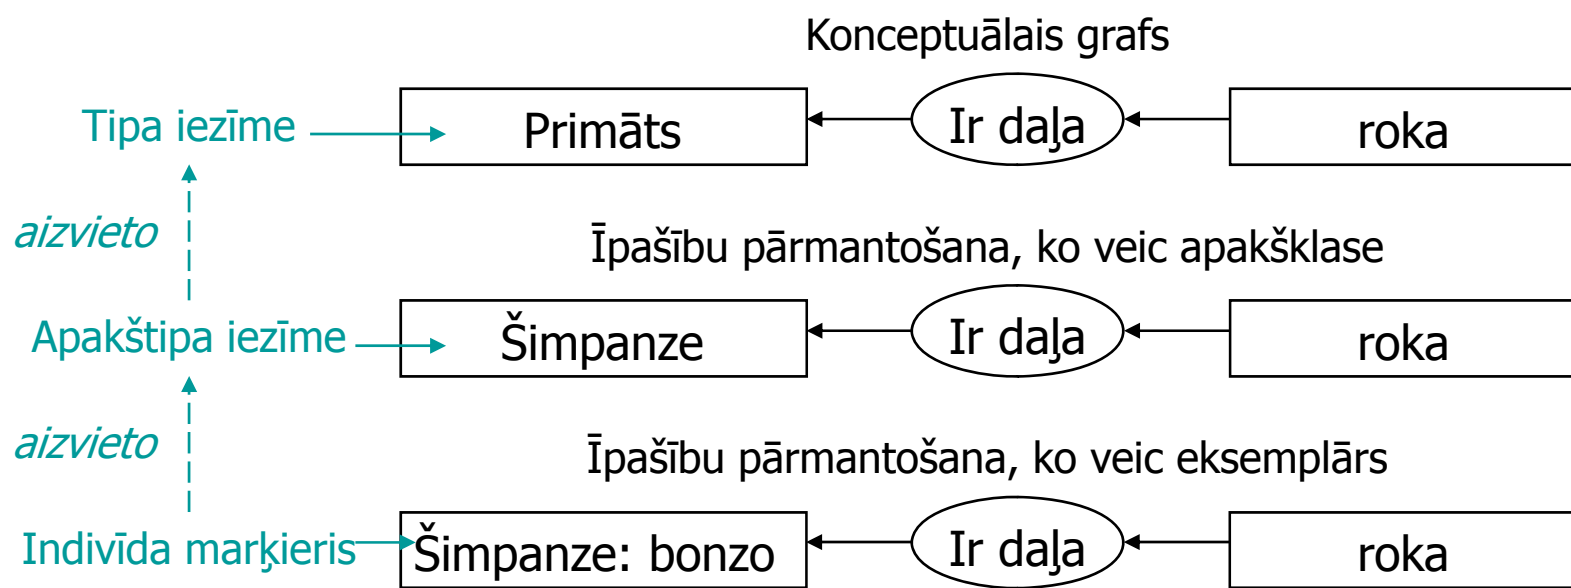 Konceptuālais grafs
Tipa iezīme
Primāts
Ir daļa
roka
aizvieto
Īpašību pārmantošana, ko veic apakšklase
Apakštipa iezīme
Šimpanze
Ir daļa
roka
aizvieto
Īpašību pārmantošana, ko veic eksemplārs
Indivīda marķieris
Šimpanze: bonzo
Ir daļa
roka